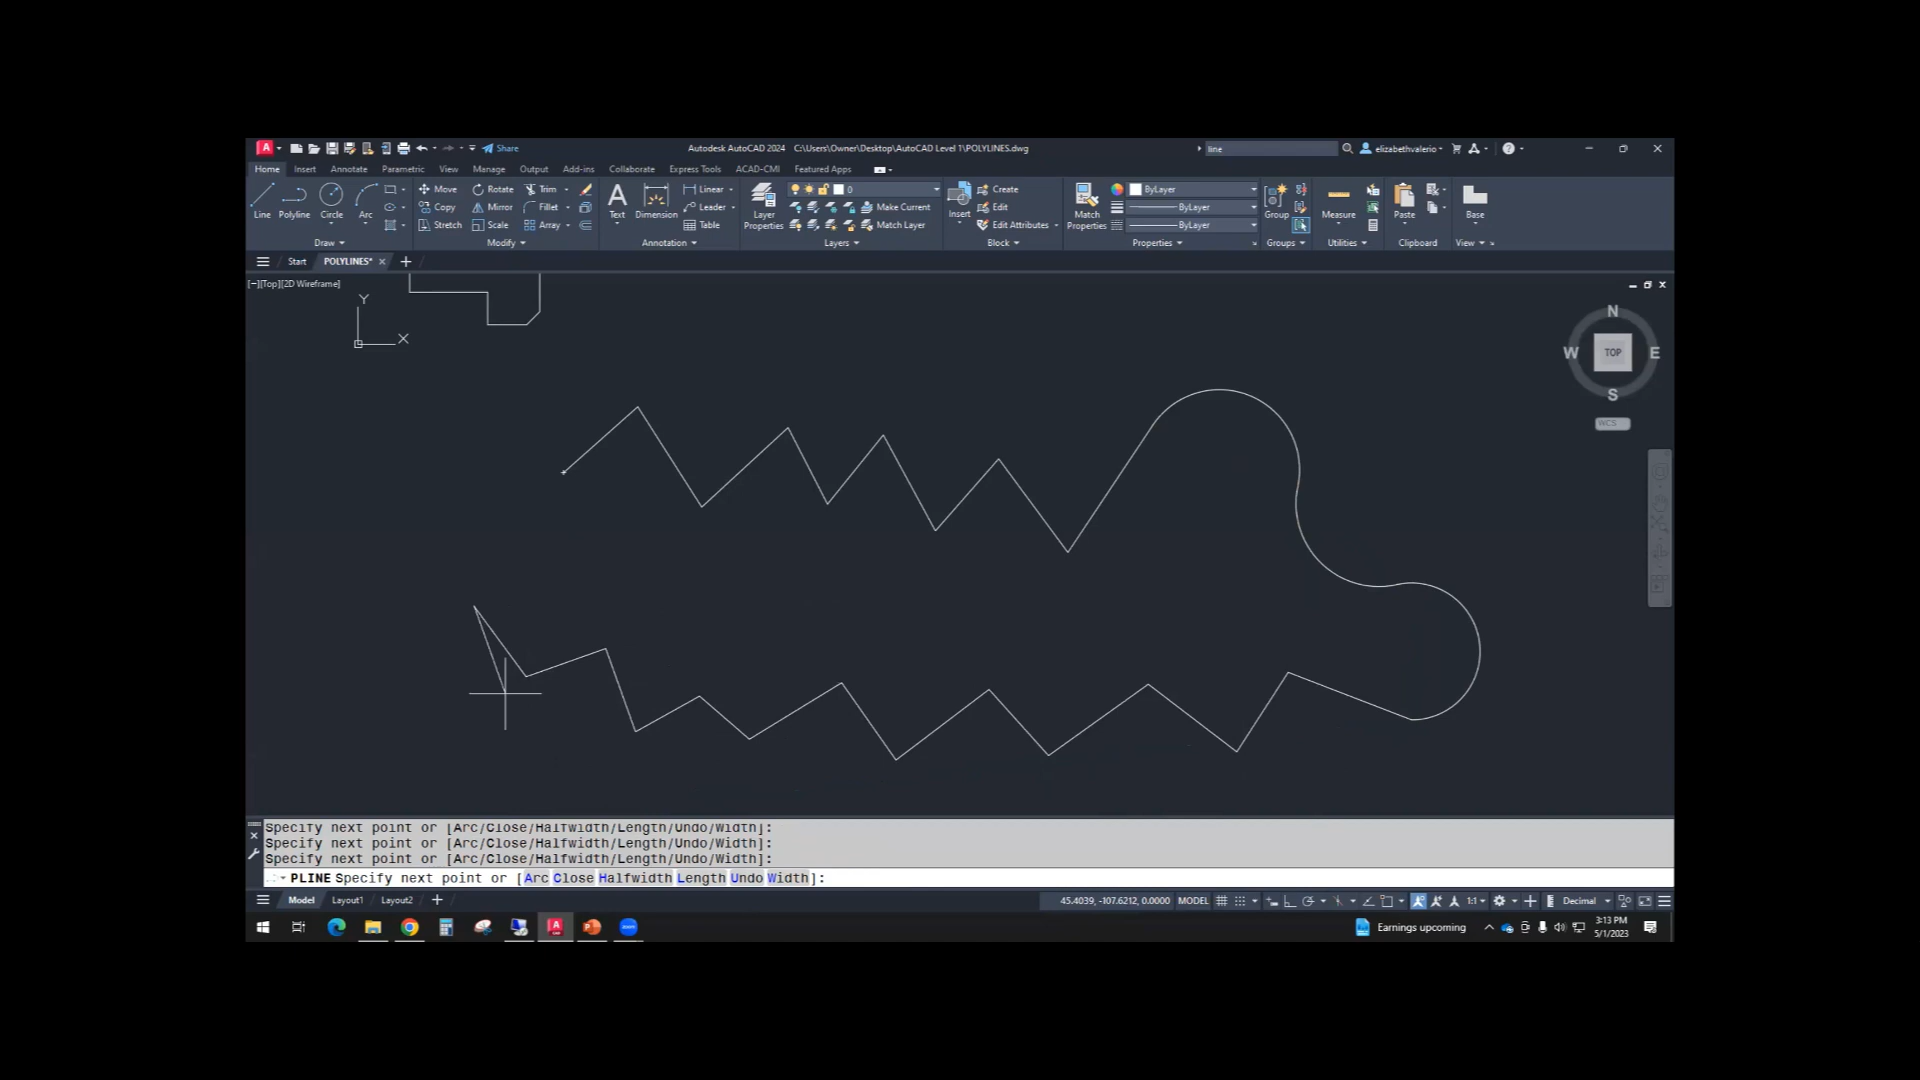 Share
Autodesk AutoCAD 2024 C:\Users\Owner\Desktop\AutoCAD Level 1\POLYLINES.dwg
line
elizabethvalerio
Home Insert Annotate Parametric View Manage Output Add-ins Collaborate Express Tools ACAD-CMI Featured Apps
Line Polyline Circle Arc
Move Rotate Trim
Copy Mirror Fillet
Stretch Scale Array
Text Dimension
Linear
Leader
Table
Layer Properties
0
Make Current
Match Layer
Insert
Create
Edit
Edit Attributes
Match Properties
ByLayer
ByLayer
ByLayer
Group
Measure
Paste
Base
Draw Modify Annotation Layers Block Properties Groups Utilities Clipboard View
Start POLYLINES*
[−][Top][2D Wireframe]
Y
X
N
W TOP E
S
WCS
Specify next point or [Arc/Close/Halfwidth/Length/Undo/Width]:
Specify next point or [Arc/Close/Halfwidth/Length/Undo/Width]:
Specify next point or [Arc/Close/Halfwidth/Length/Undo/Width]:
PLINE Specify next point or [Arc Close Halfwidth Length Undo Width]:
Model Layout1 Layout2
45.4039, -107.6212, 0.0000 MODEL
1:1
Decimal
Earnings upcoming
3:13 PM
5/1/2023
zoom